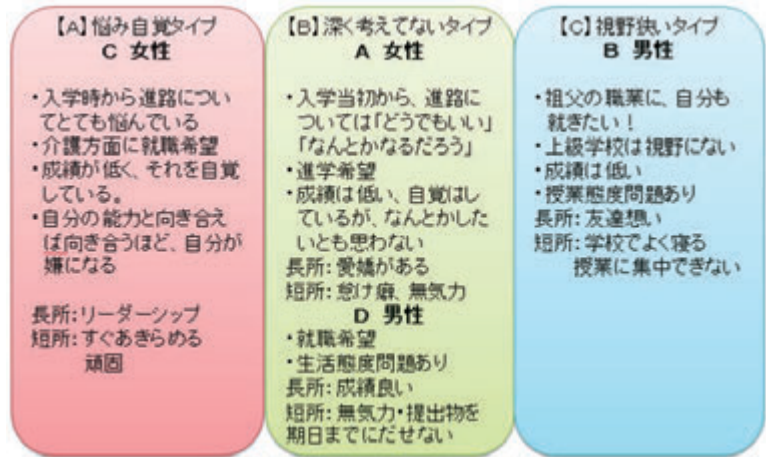 【A】悩み自覚タイプ
C 女性
・入学時から進路につい
てとても悩んでいる
・介護方面に就職希望
・成績が低く、それを自覚
している。
・自分の能力と向き合え
ば向き合うほど、自分が
嫌になる
長所：リーダーシップ
短所：すぐあきらめる
頑固
【B】深く考えてないタイプ
A 女性
・入学当初から、進路に
ついては「どうでもいい」
「なんとかなるだろう」
・進学希望
・成績は低い、自覚はし
ているが、なんとかした
いとも思わない
長所：愛嬌がある
短所：怠け癖、無気力
D 男性
・就職希望
・生活態度問題あり
長所：成績良い
短所：無気力・提出物を
期日までにだせない
【C】視野狭いタイプ
B 男性
・祖父の職業に、自分も
就きたい！
・上級学校は視野にない
・成績は低い
・授業態度問題あり
長所：友達想い
短所：学校でよく寝る
授業に集中できない